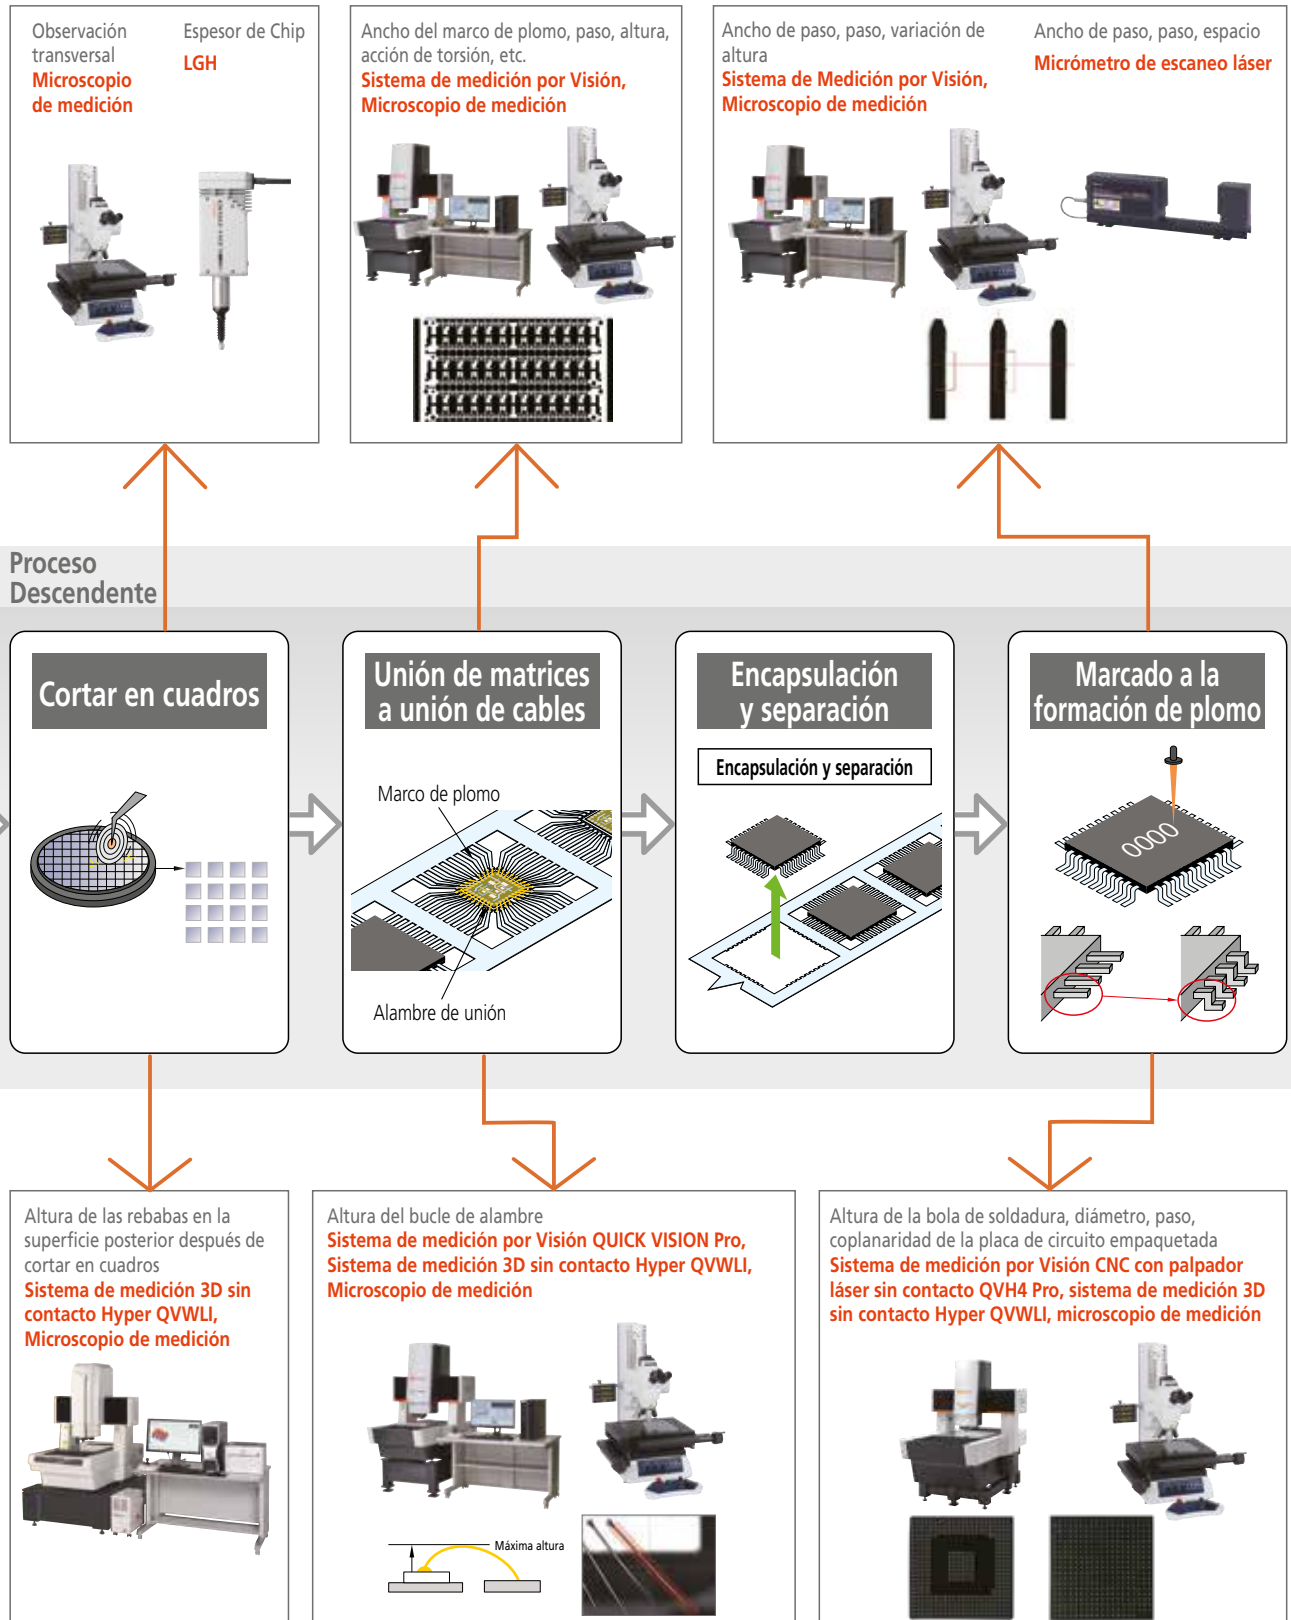 Observación
transversal
Microscopio
de medición
Espesor de Chip
LGH
Ancho del marco de plomo, paso, altura,
acción de torsión, etc.
Sistema de medición por Visión,
Microscopio de medición
Ancho de paso, paso, variación de
altura
Sistema de Medición por Visión,
Microscopio de medición
Ancho de paso, paso, espacio
Micrómetro de escaneo láser
Proceso
Descendente
Cortar en cuadros
Unión de matrices
a unión de cables
Marco de plomo
Alambre de unión
Encapsulación
y separación
Encapsulación y separación
Marcado a la
formación de plomo
0000
Altura de las rebabas en la
superficie posterior después de
cortar en cuadros
Sistema de medición 3D sin
contacto Hyper QVWLI,
Microscopio de medición
Altura del bucle de alambre
Sistema de medición por Visión QUICK VISION Pro,
Sistema de medición 3D sin contacto Hyper QVWLI,
Microscopio de medición
Máxima altura
Altura de la bola de soldadura, diámetro, paso,
coplanaridad de la placa de circuito empaquetada
Sistema de medición por Visión CNC con palpador
láser sin contacto QVH4 Pro, sistema de medición 3D
sin contacto Hyper QVWLI, microscopio de medición